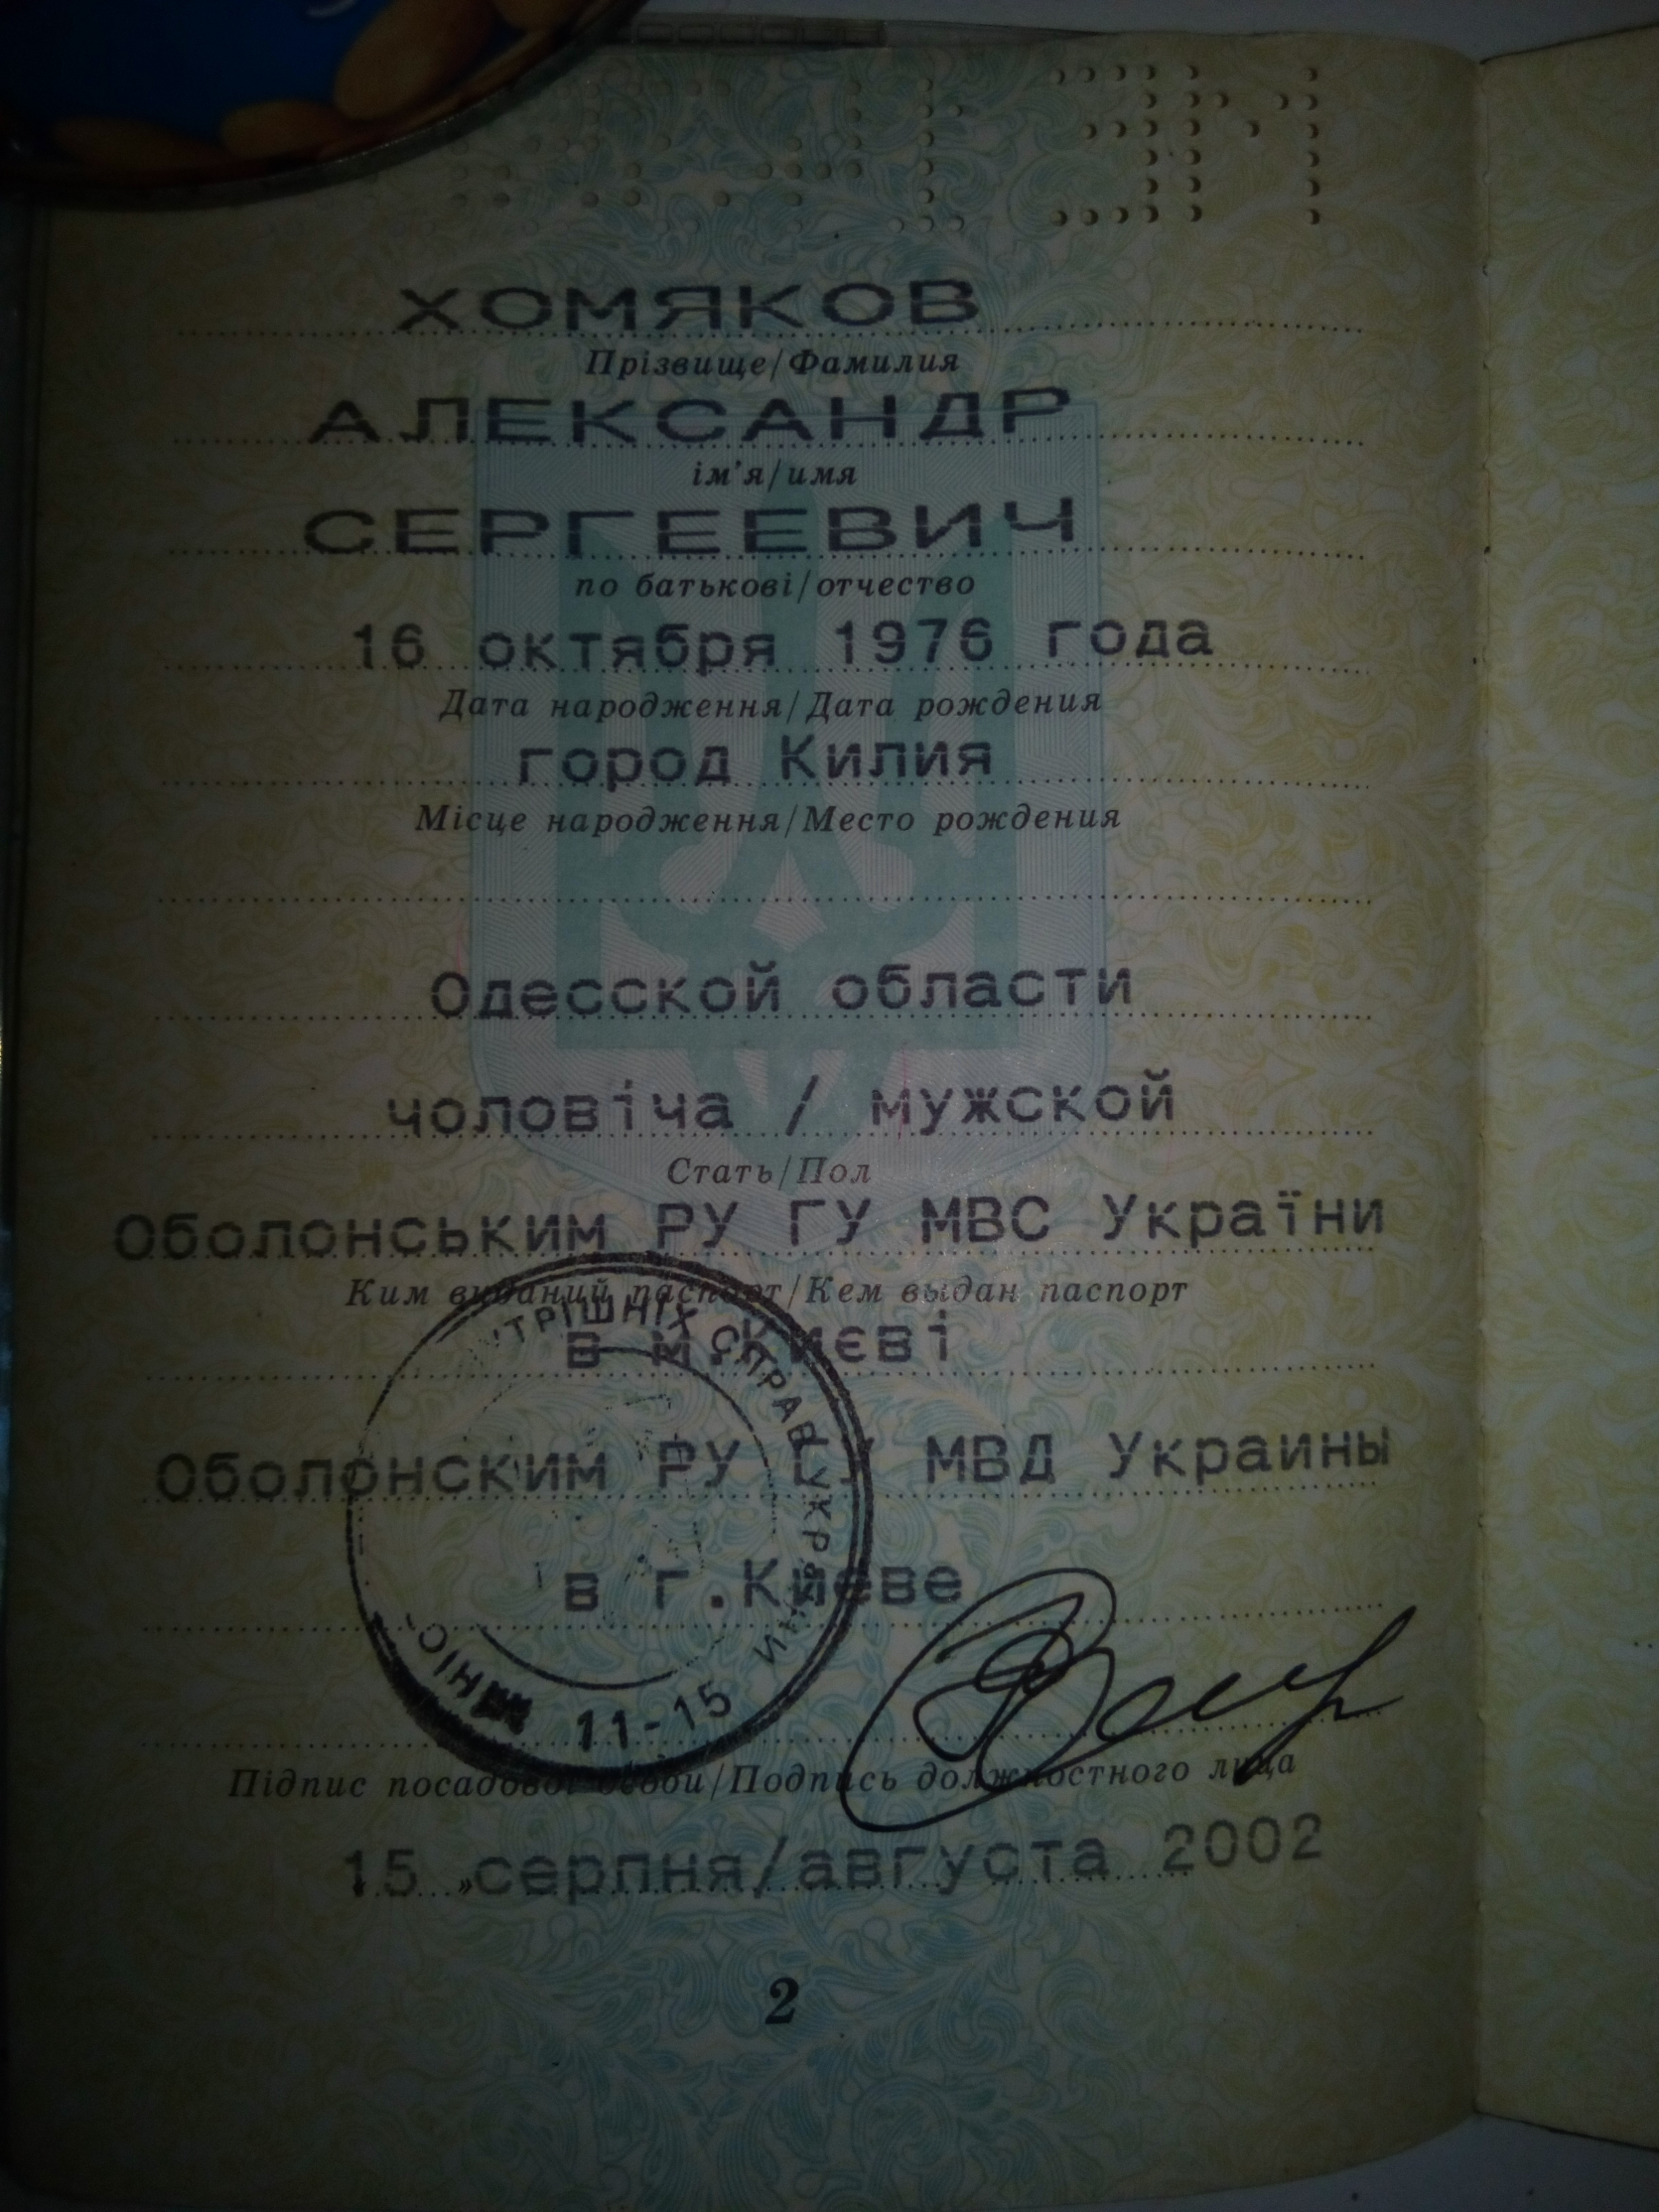 ХОМЯКОВ
Прізвище/Фамилия
АЛЕКСАНДР
ім'я/имя
СЕРГЕЕВИЧ
по батькові/отчество
16 октября 1976 года
Дата народження/Дата рождения
город Килия
Місце народження/Место рождения
Одесской области
чоловіча / мужской
Стать/Пол
Оболонським РУ ГУ МВС України
Ким виданий паспорт/Кем выдан паспорт
в м.Києві
Оболонским РУ ГУ МВД Украины
в г.Киеве
СПРАВ УКРАЇНИ
11-15
Підпис посадової особи/Подпись должностного лица
15 „ серпня/августа 2002
2